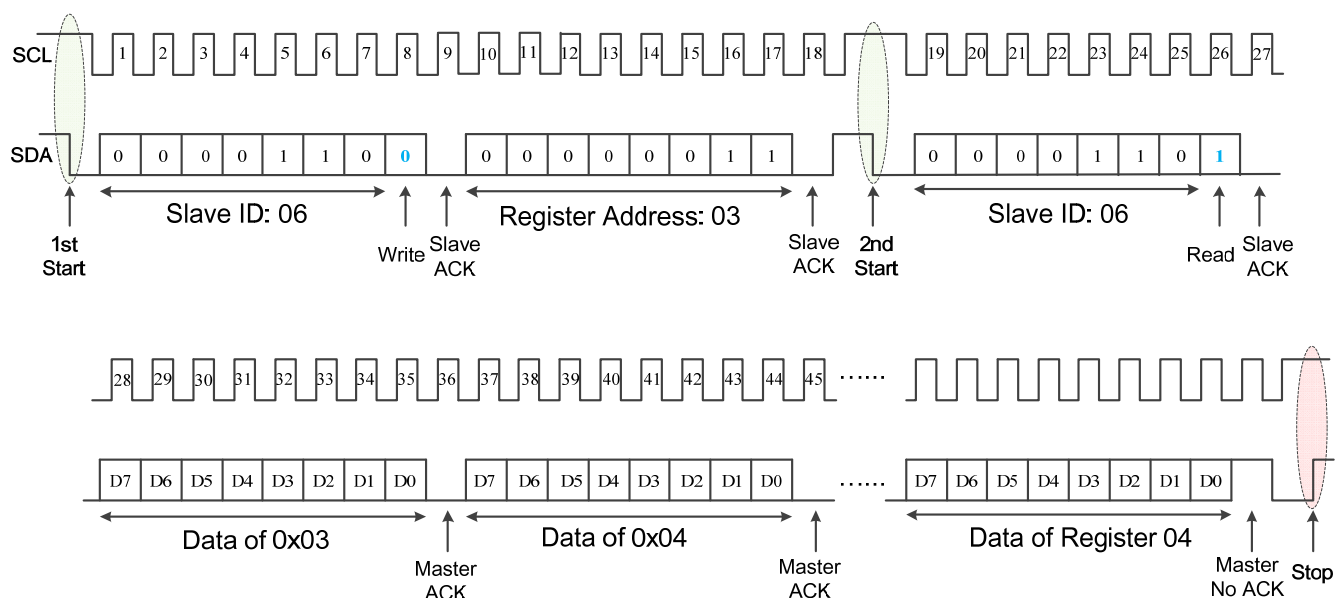 SCL 1 2 3 4 5 6 7 8 9 10 11 12 13 14 15 16 17 18 19 20 21 22 23 24 25 26 27
SDA 0 0 0 0 1 1 0 0 0 0 0 0 0 0 1 1 0 0 0 0 1 1 0 1
Slave ID: 06 Register Address: 03 Slave ID: 06
1st
Start
Write
Slave
ACK
Slave
ACK
2nd
Start
Read
Slave
ACK
28 29 30 31 32 33 34 35 36 37 38 39 40 41 42 43 44 45 ......
D7 D6 D5 D4 D3 D2 D1 D0 D7 D6 D5 D4 D3 D2 D1 D0 ...... D7 D6 D5 D4 D3 D2 D1 D0
Data of 0x03 Data of 0x04 Data of Register 04
Master
ACK
Master
ACK
Master
No ACK
Stop